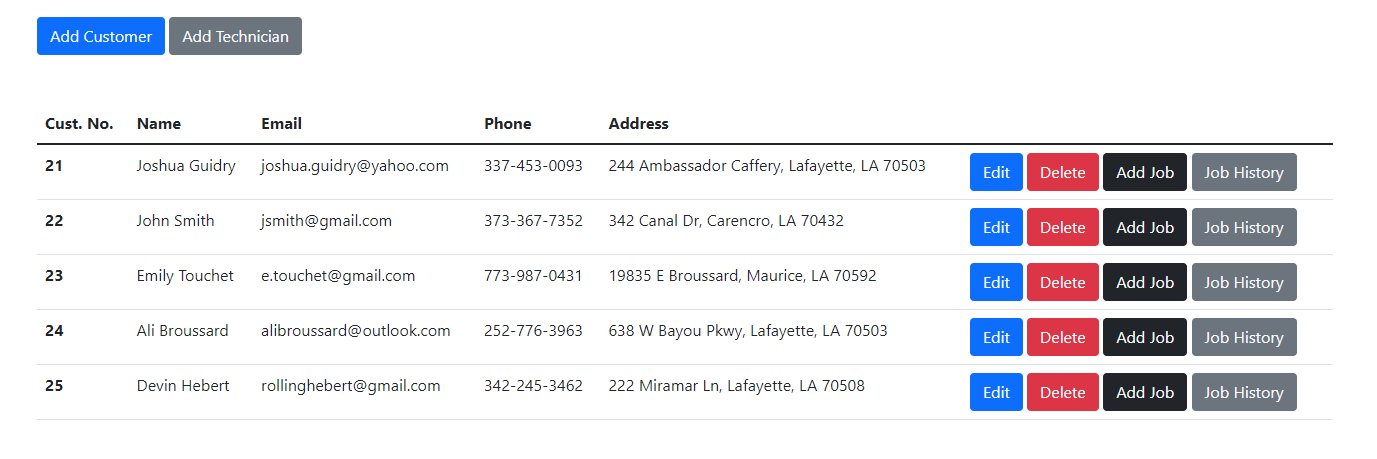 Add Customer Add Technician
Cust. No. Name Email Phone Address
21 Joshua Guidry joshua.guidry@yahoo.com 337-453-0093 244 Ambassador Caffery, Lafayette, LA 70503 Edit Delete Add Job Job History
22 John Smith jsmith@gmail.com 373-367-7352 342 Canal Dr, Carencro, LA 70432 Edit Delete Add Job Job History
23 Emily Touchet e.touchet@gmail.com 773-987-0431 19835 E Broussard, Maurice, LA 70592 Edit Delete Add Job Job History
24 Ali Broussard alibroussard@outlook.com 252-776-3963 638 W Bayou Pkwy, Lafayette, LA 70503 Edit Delete Add Job Job History
25 Devin Hebert rollinghebert@gmail.com 342-245-3462 222 Miramar Ln, Lafayette, LA 70508 Edit Delete Add Job Job History